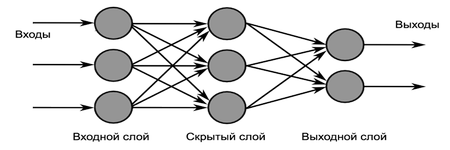 Входы
Выходы
Входной слой
Скрытый слой
Выходной слой